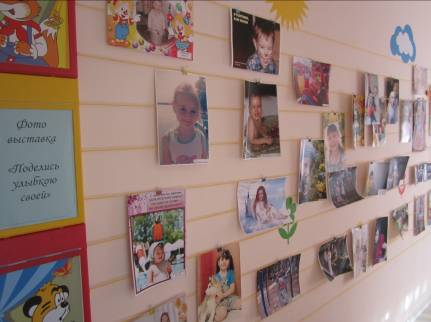 Фото
выставка
«Поделись
улыбкою
своей»